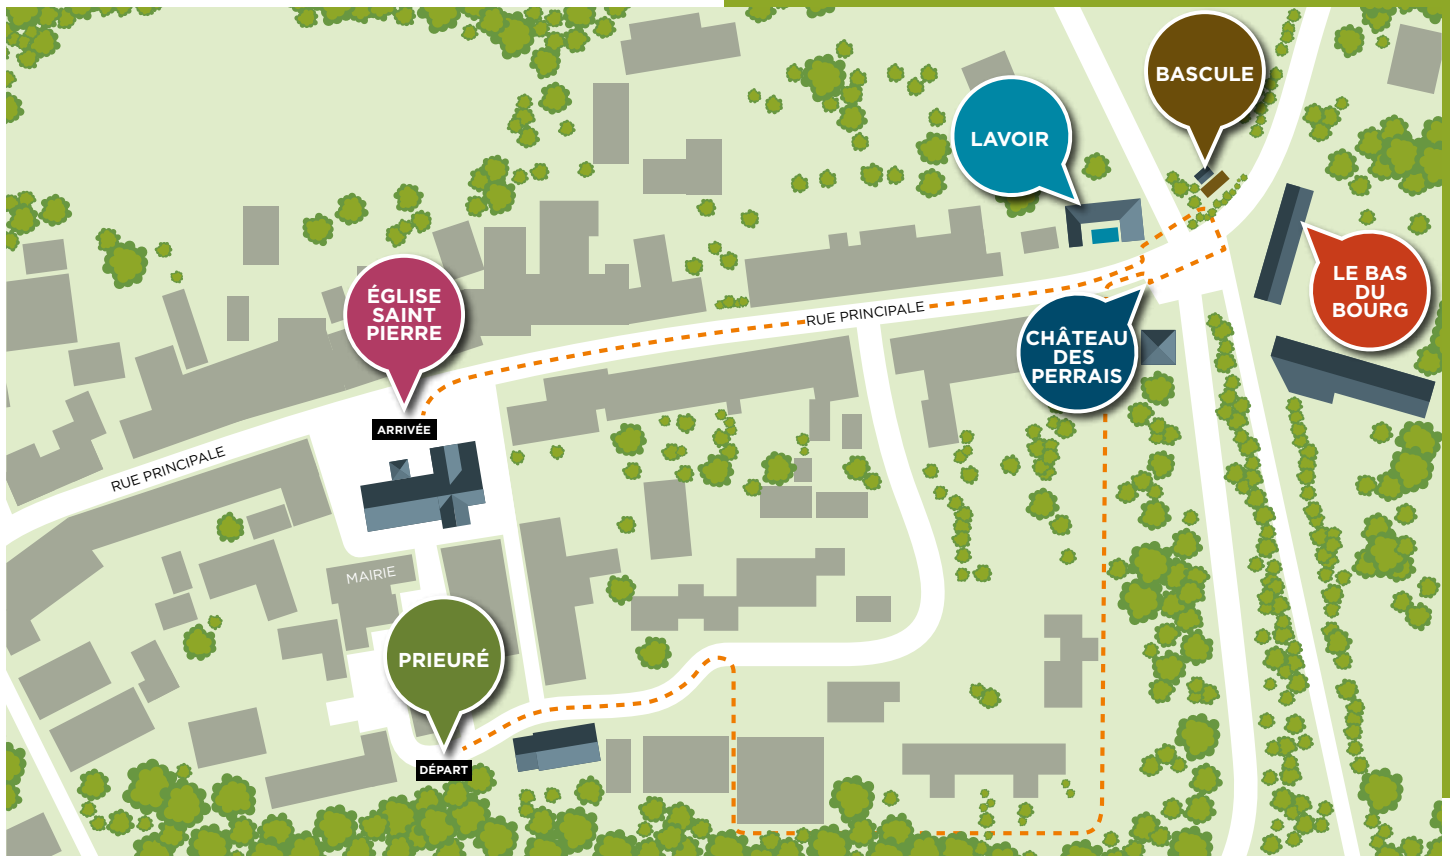 BASCULE
LAVOIR
LE BAS
DU
BOURG
ÉGLISE
SAINT
PIERRE
RUE PRINCIPALE
CHÂTEAU
DES
PERRAIS
ARRIVÉE
RUE PRINCIPALE
MAIRIE
PRIEURÉ
DÉPART